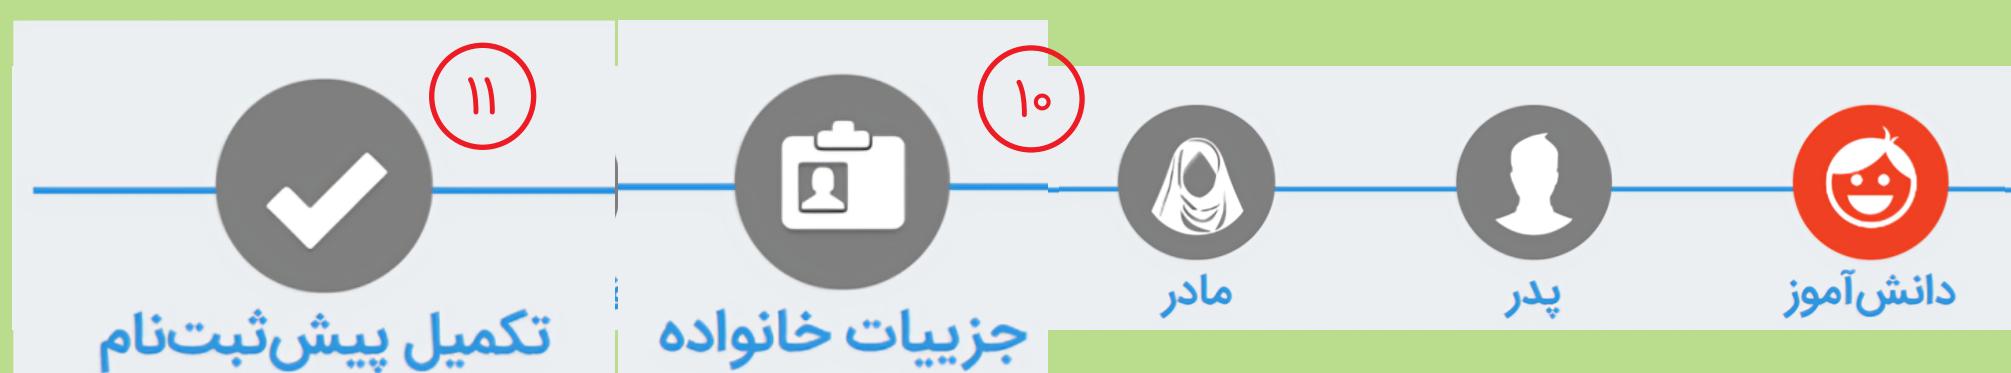 دانش‌آموز
پدر
مادر
۱۰
جزییات خانواده
۱۱
تکمیل پیش‌ثبت‌نام